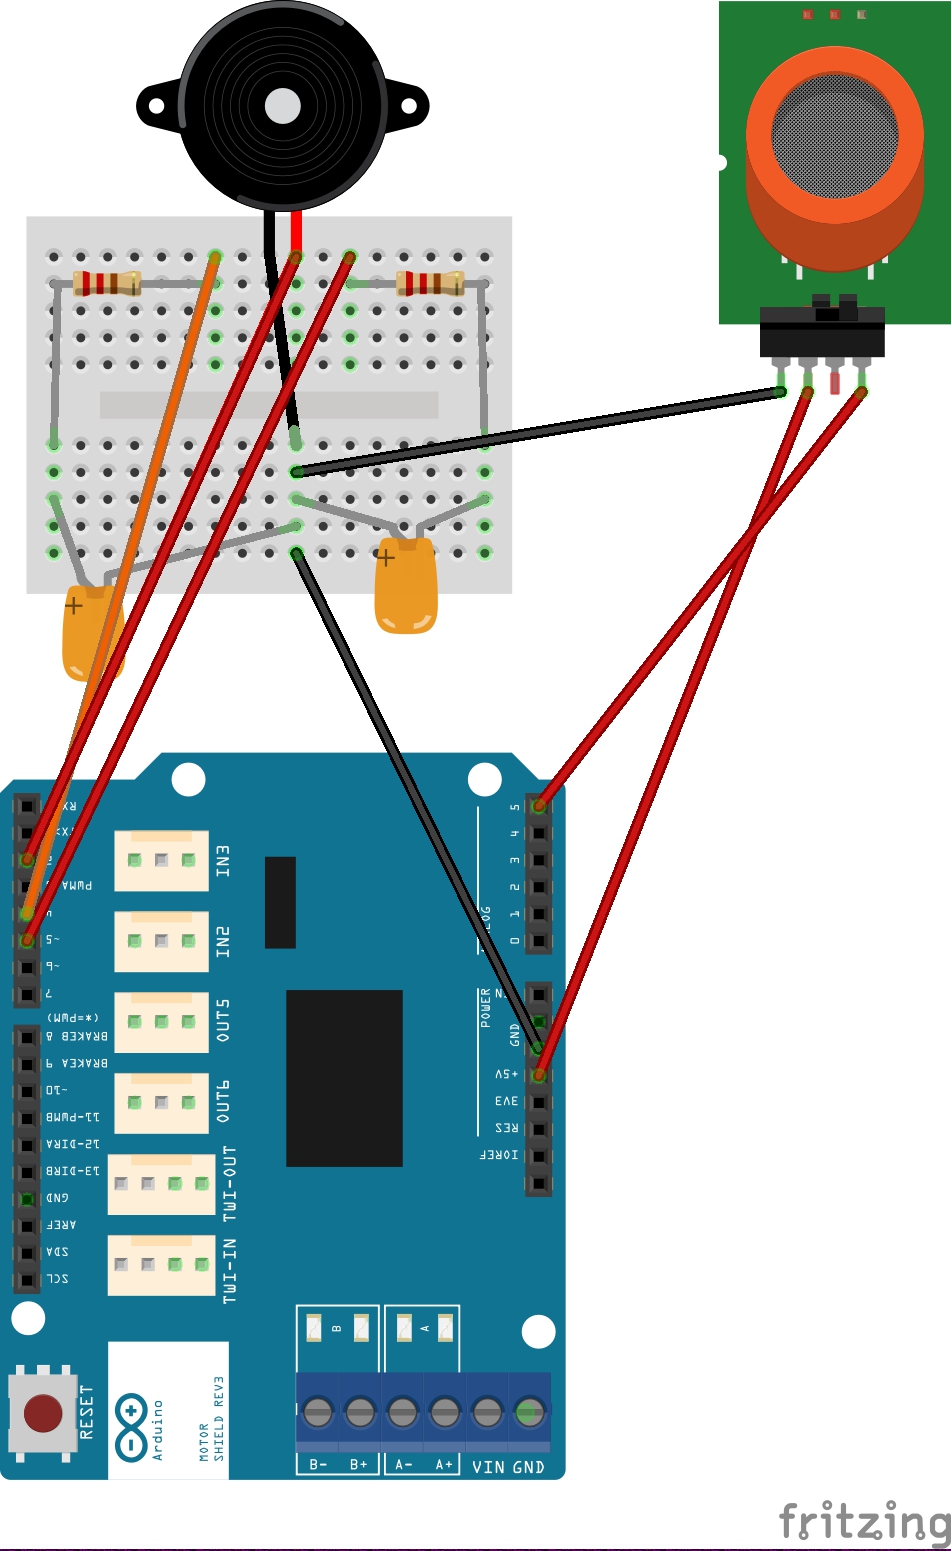 +
+
RX
TX>
PWMA
~5
~6
7
(*=PWM)
BRAKEB 8
BRAKEA 9
~10
11-PWMB
12-DIRA
13-DIRB
GND
AREF
SDA
SCL
IN3
IN2
OUT5
OUT6
TWI-OUT
TWI-IN
5
4
3
2
1
0
POWER
GND
+5V
3V3
RES
IOREF
B
A
RESET
Arduino
MOTOR
SHIELD REV3
B- B+ A- A+ VIN GND
fritzing